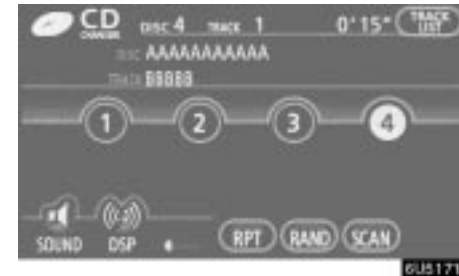 CD CHANGER DISC 4 TRACK 1 0'15" TRACK LIST
DISC AAAAAAAAAAA
TRACK BBBBB
1 2 3 4
SOUND DSP RPT RAND SCAN
6U5171